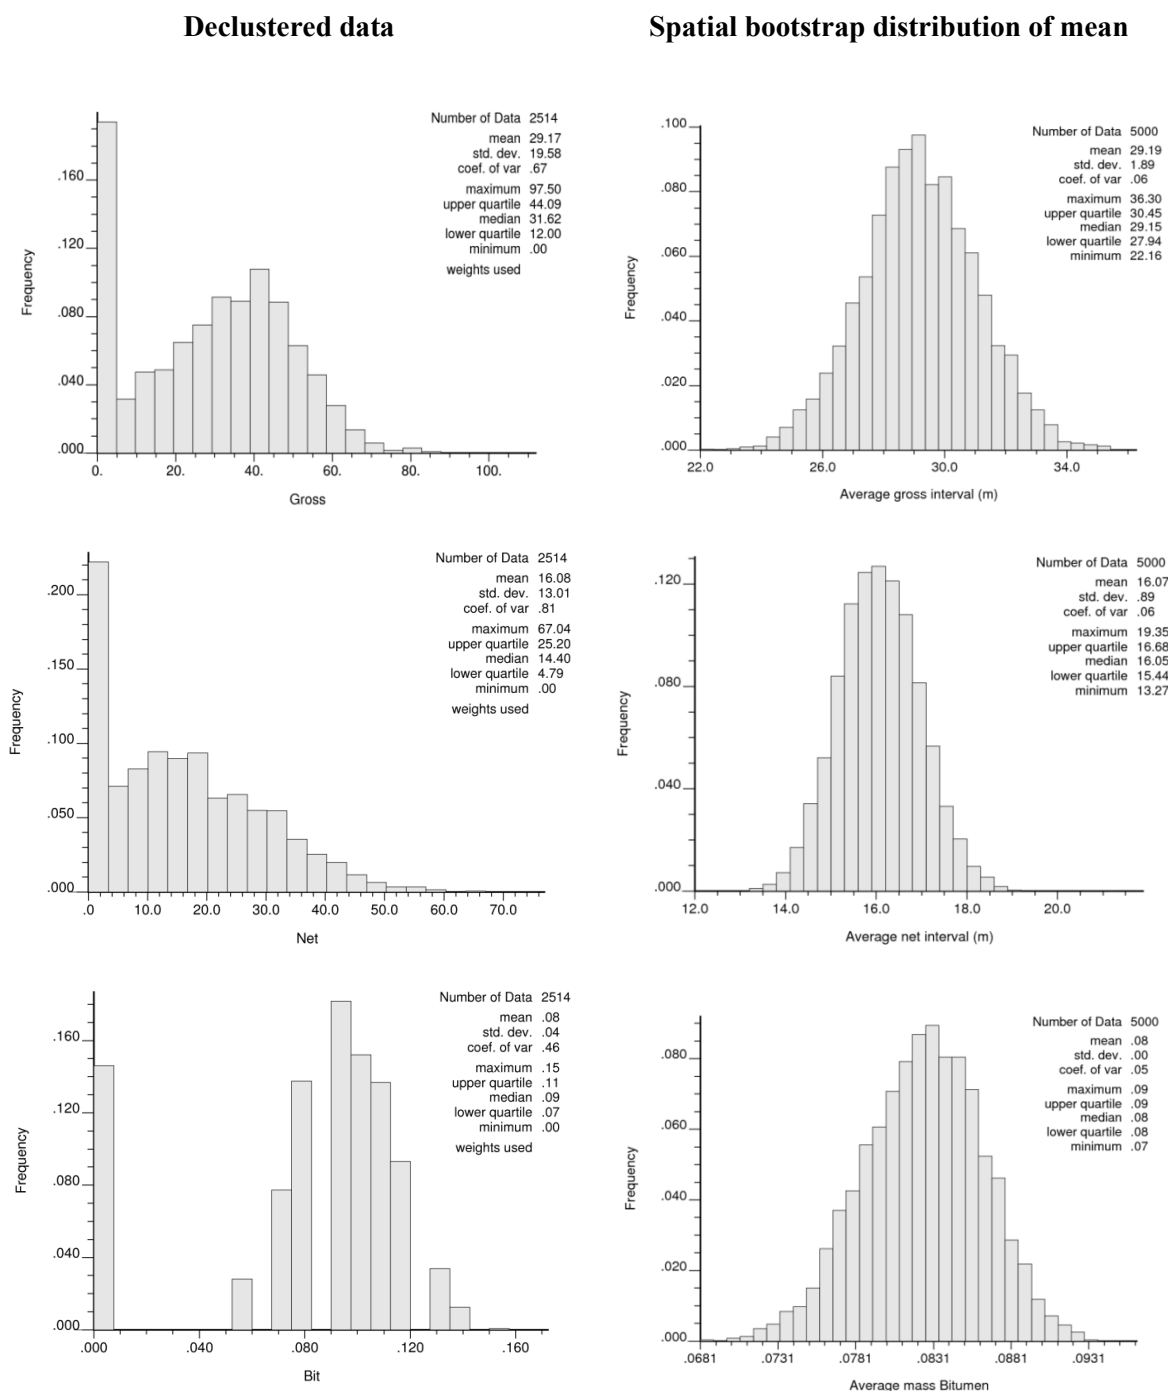 Declustered data
Spatial bootstrap distribution of mean
Number of Data 2514
mean 29.17
std. dev. 19.58
coef. of var .67
maximum 97.50
upper quartile 44.09
median 31.62
lower quartile 12.00
minimum .00
weights used
Frequency
.160
.120
.080
.040
.000
0. 20. 40. 60. 80. 100.
Gross
Number of Data 5000
mean 29.19
std. dev. 1.89
coef. of var .06
maximum 36.30
upper quartile 30.45
median 29.15
lower quartile 27.94
minimum 22.16
Frequency
.100
.080
.060
.040
.020
.000
22.0 26.0 30.0 34.0
Average gross interval (m)
Number of Data 2514
mean 16.08
std. dev. 13.01
coef. of var .81
maximum 67.04
upper quartile 25.20
median 14.40
lower quartile 4.79
minimum .00
weights used
Frequency
.200
.150
.100
.050
.000
.0 10.0 20.0 30.0 40.0 50.0 60.0 70.0
Net
Number of Data 5000
mean 16.07
std. dev. .89
coef. of var .06
maximum 19.35
upper quartile 16.68
median 16.05
lower quartile 15.44
minimum 13.27
Frequency
.120
.080
.040
.000
12.0 14.0 16.0 18.0 20.0
Average net interval (m)
Number of Data 2514
mean .08
std. dev. .04
coef. of var .46
maximum .15
upper quartile .11
median .09
lower quartile .07
minimum .00
weights used
Frequency
.160
.120
.080
.040
.000
.000 .040 .080 .120 .160
Bit
Number of Data 5000
mean .08
std. dev. .00
coef. of var .05
maximum .09
upper quartile .09
median .08
lower quartile .08
minimum .07
Frequency
.080
.060
.040
.020
.000
.0681 .0731 .0781 .0831 .0881 .0931
Average mass Bitumen